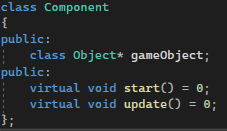 class Component
{
public:
    class Object* gameObject;
public:
    virtual void start() = 0;
    virtual void update() = 0;
};